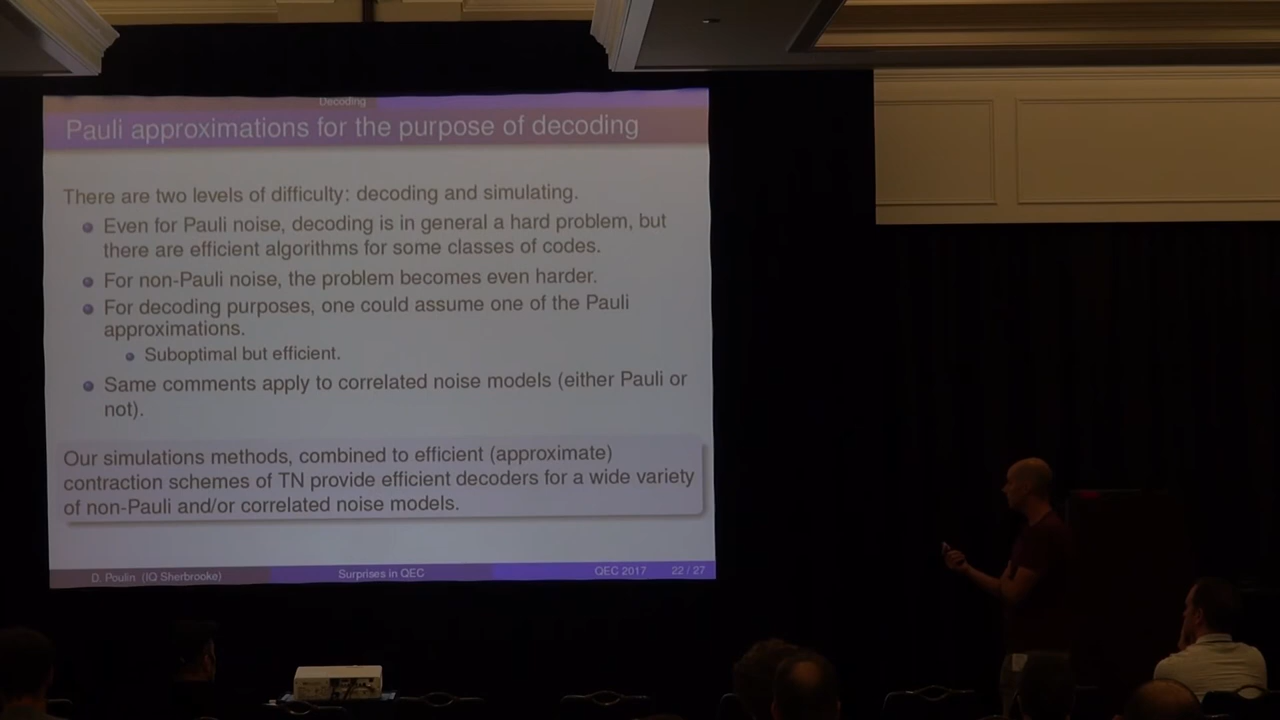 Decoding
Pauli approximations for the purpose of decoding
There are two levels of difficulty: decoding and simulating.
Even for Pauli noise, decoding is in general a hard problem, but
there are efficient algorithms for some classes of codes.
For non-Pauli noise, the problem becomes even harder.
For decoding purposes, one could assume one of the Pauli
approximations.
Suboptimal but efficient.
Same comments apply to correlated noise models (either Pauli or
not).
Our simulations methods, combined to efficient (approximate)
contraction schemes of TN provide efficient decoders for a wide variety
of non-Pauli and/or correlated noise models.
D. Poulin (IQ Sherbrooke) Surprises in QEC QEC 2017 22 / 27